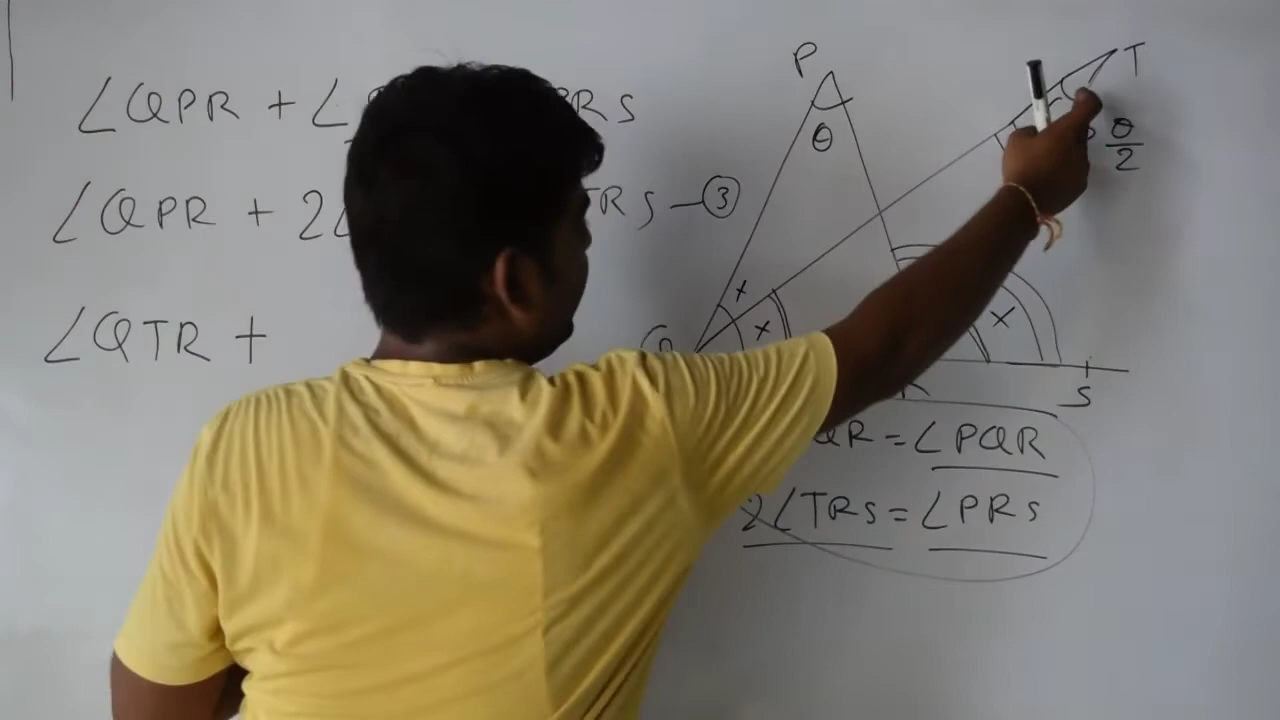 ∠QPR + ∠ PRS
∠QPR + 2∠ TRS —③
∠QTR +
P
T
θ
θ/2
x
x
x
Q
S
QR = ∠PQR
2∠TRS = ∠PRS